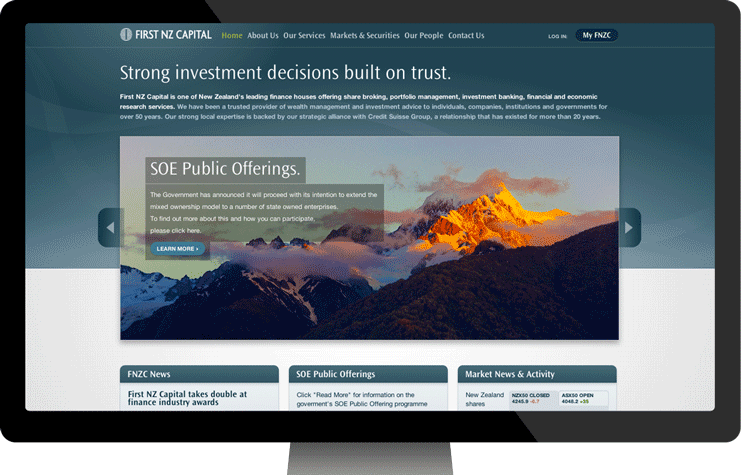 FIRST NZ CAPITAL
Home About Us Our Services Markets & Securities Our People Contact Us
LOG IN: My FNZC
Strong investment decisions built on trust.
First NZ Capital is one of New Zealand's leading finance houses offering share broking, portfolio management, investment banking, financial and economic
research services. We have been a trusted provider of wealth management and investment advice to individuals, companies, institutions and governments for
over 50 years. Our strong local expertise is backed by our strategic alliance with Credit Suisse Group, a relationship that has existed for more than 20 years.
SOE Public Offerings.
The Government has announced it will proceed with its intention to extend the
mixed ownership model to a number of state owned enterprises.
To find out more about this and how you can participate,
please click here.
LEARN MORE ›
FNZC News
First NZ Capital takes double at
finance industry awards
SOE Public Offerings
Click "Read More" for information on the
goverment's SOE Public Offering programme
Market News & Activity
New Zealand
shares
NZX50 CLOSED
4245.9 -6.7
ASX50 OPEN
4048.2 +35